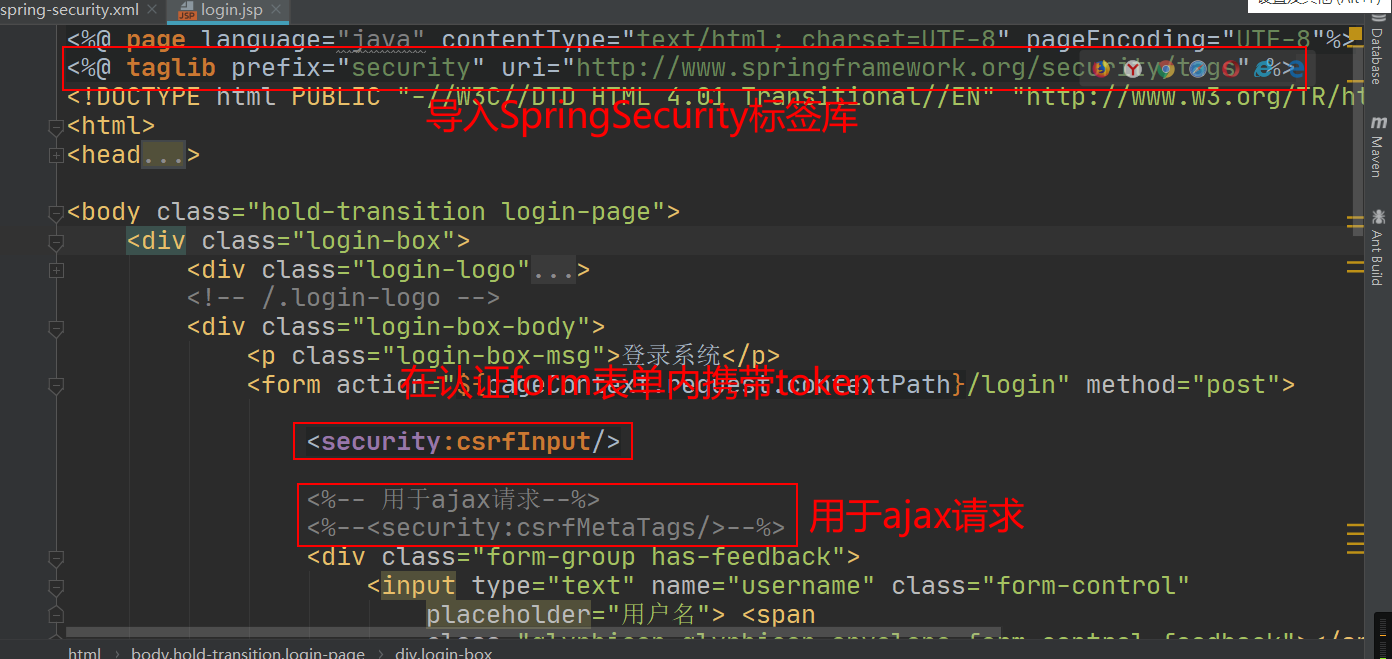 spring-security.xml
login.jsp
<%@ page language="java" contentType="text/html; charset=UTF-8" pageEncoding="UTF-8"%>
<%@ taglib prefix="security" uri="http://www.springframework.org/security/tags" %>
<!DOCTYPE html PUBLIC "-//W3C//DTD HTML 4.01 Transitional//EN" "http://www.w3.org/TR/ht
导入SpringSecurity标签库
<html>
<head...>
<body class="hold-transition login-page">
<div class="login-box">
<div class="login-logo"...>
<!-- /.login-logo -->
<div class="login-box-body">
<p class="login-box-msg">登录系统</p>
<form action="${pageContext.request.contextPath}/login" method="post">
在认证form表单内携带token
<security:csrfInput/>
<%-- 用于ajax请求--%>
<%--<security:csrfMetaTags/>--%>
用于ajax请求
<div class="form-group has-feedback">
<input type="text" name="username" class="form-control"
placeholder="用户名"> <span
class="glyphicon glyphicon-envelope form-control-feedback"></sp
html › body.hold-transition.login-page › div.login-box
Database
Maven
Ant Build